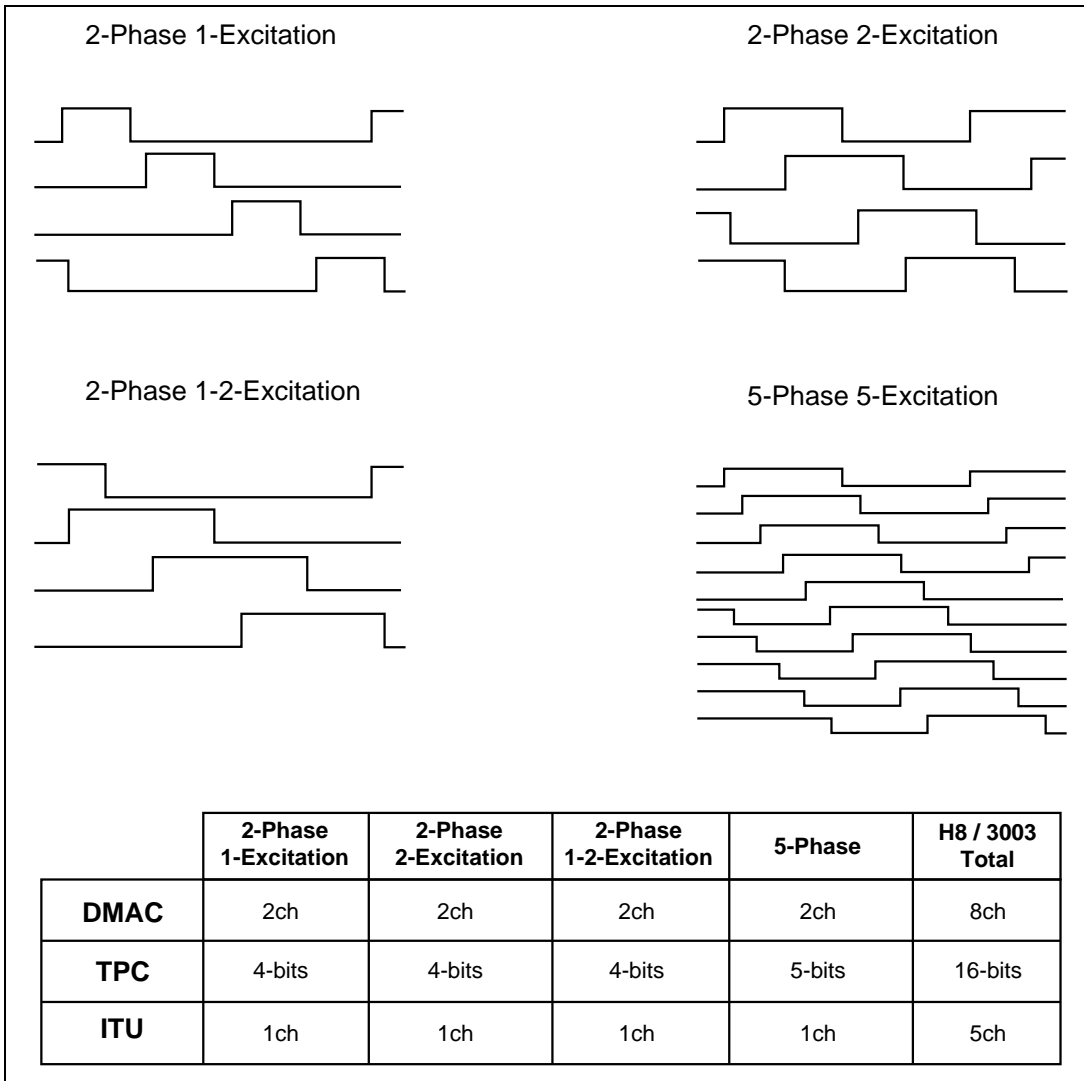 2-Phase 1-Excitation
2-Phase 2-Excitation
2-Phase 1-2-Excitation
5-Phase 5-Excitation
2-Phase 1-Excitation 2-Phase 2-Excitation 2-Phase 1-2-Excitation 5-Phase H8 / 3003 Total
DMAC 2ch 2ch 2ch 2ch 8ch
TPC 4-bits 4-bits 4-bits 5-bits 16-bits
ITU 1ch 1ch 1ch 1ch 5ch